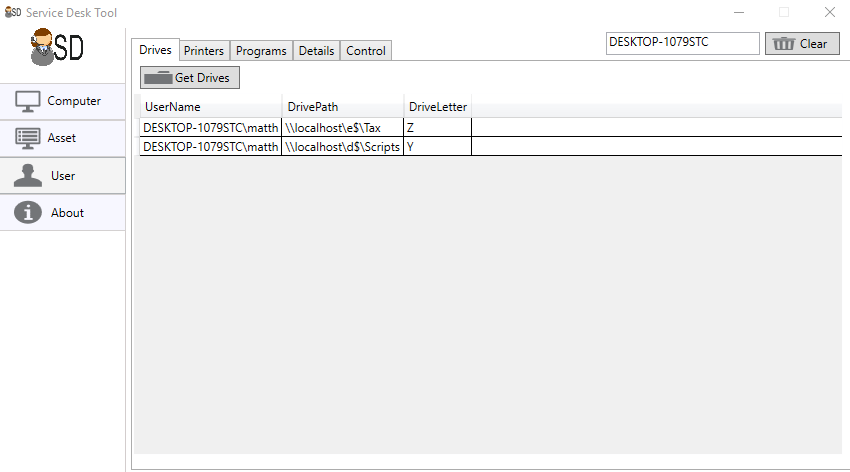 SD Service Desk Tool
SD
Computer
Asset
User
About
Drives Printers Programs Details Control
DESKTOP-1079STC Clear
Get Drives
UserName DrivePath DriveLetter
DESKTOP-1079STC\matth \\localhost\e$\Tax Z
DESKTOP-1079STC\matth \\localhost\d$\Scripts Y